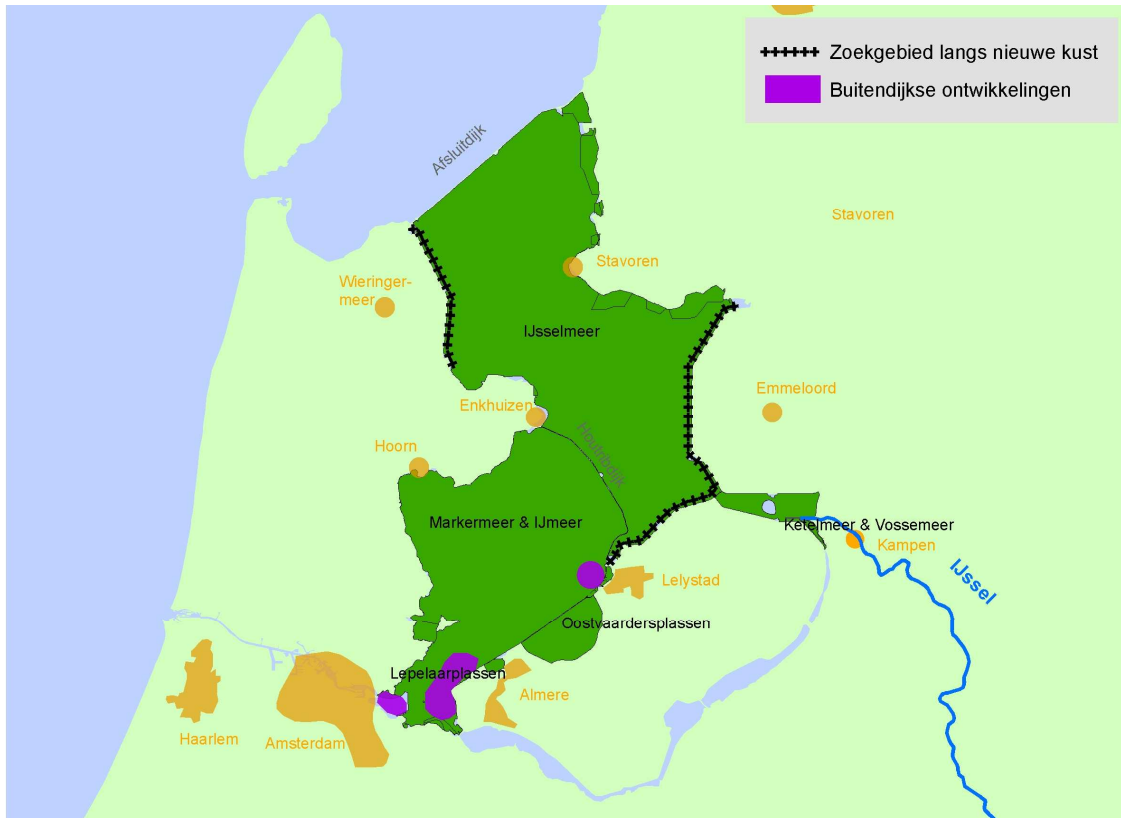 Zoekgebied langs nieuwe kust
Buitendijkse ontwikkelingen
Afsluitdijk
Stavoren
Stavoren
Wieringer-
meer
IJsselmeer
Emmeloord
Enkhuizen
Houtribdijk
Hoorn
Markermeer & IJmeer
Ketelmeer & Vossemeer
Kampen
IJssel
Lelystad
Oostvaardersplassen
Lepelaarplassen
Almere
Haarlem
Amsterdam